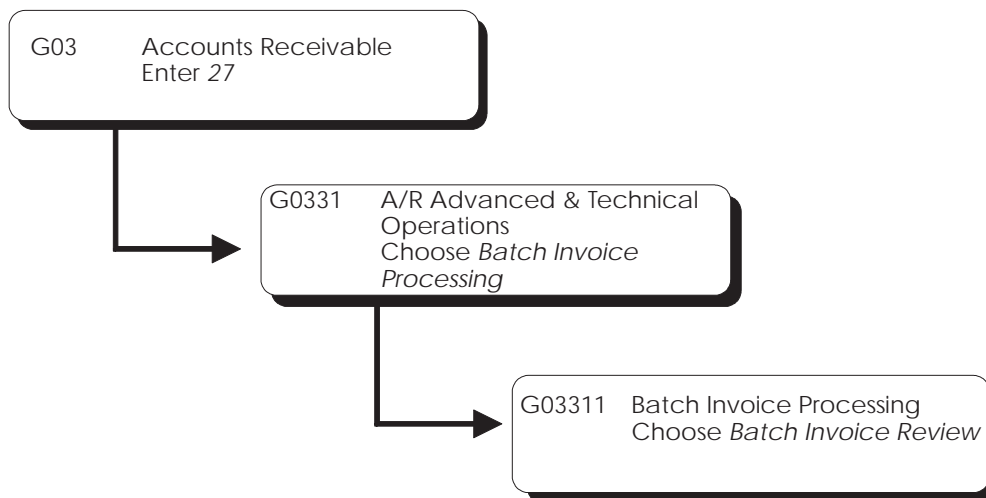 G03 Accounts Receivable
Enter 27
G0331 A/R Advanced & Technical
Operations
Choose Batch Invoice
Processing
G03311 Batch Invoice Processing
Choose Batch Invoice Review